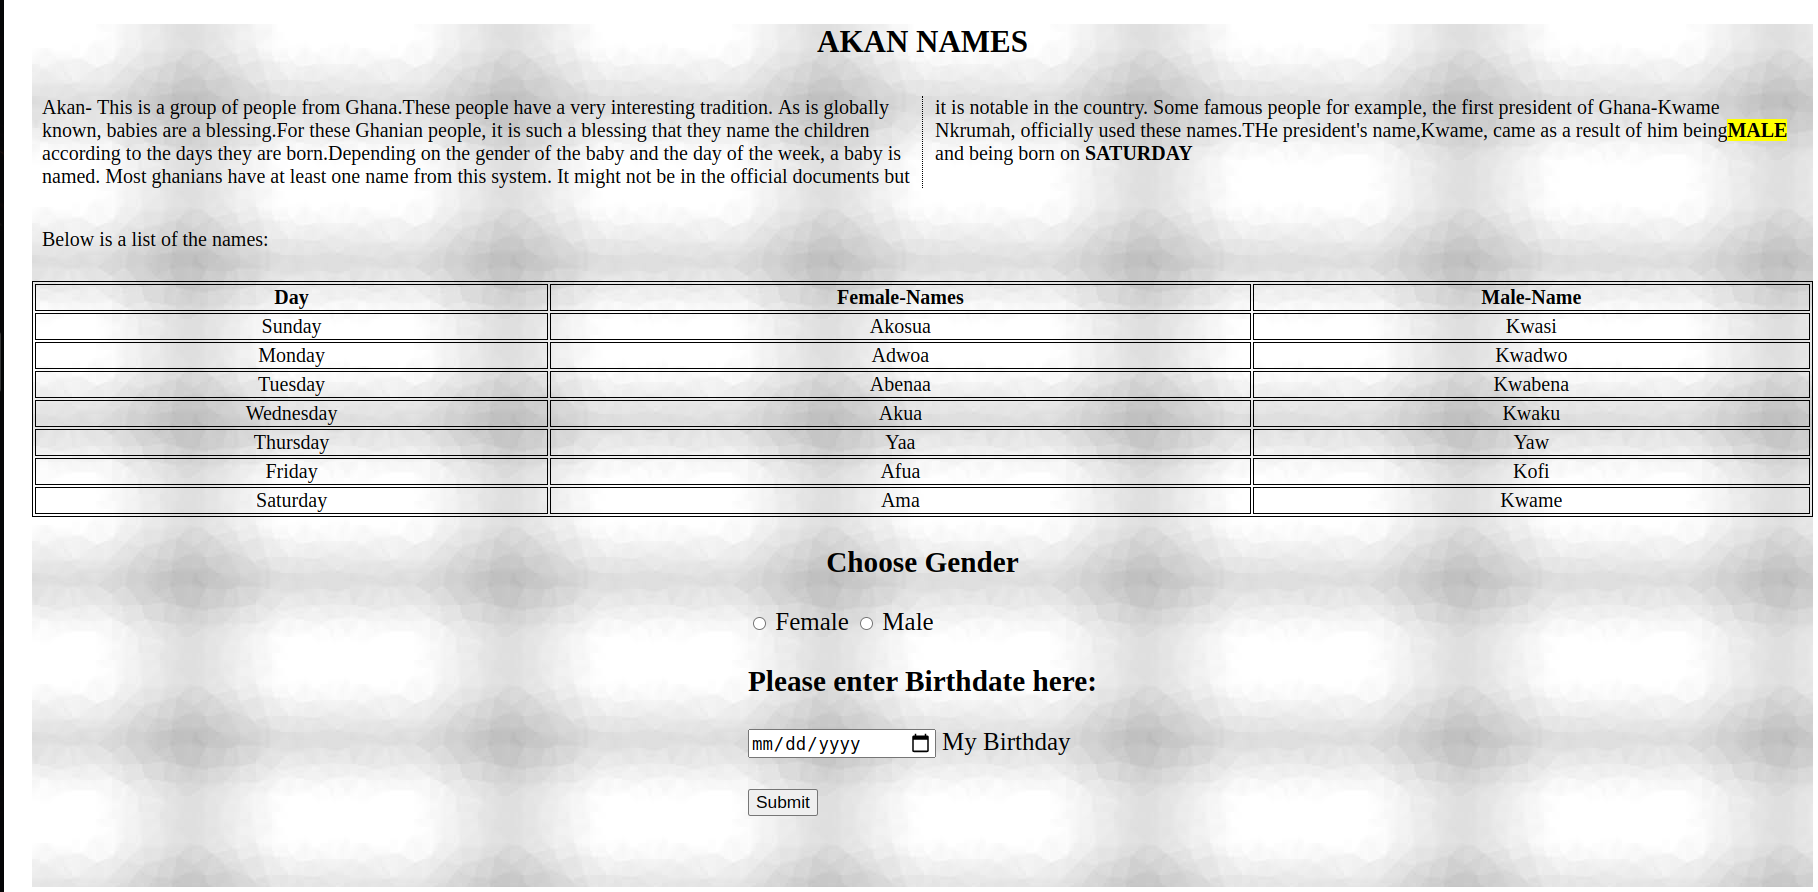 AKAN NAMES
Akan- This is a group of people from Ghana.These people have a very interesting tradition. As is globally
known, babies are a blessing.For these Ghanian people, it is such a blessing that they name the children
according to the days they are born.Depending on the gender of the baby and the day of the week, a baby is
named. Most ghanians have at least one name from this system. It might not be in the official documents but
it is notable in the country. Some famous people for example, the first president of Ghana-Kwame
Nkrumah, officially used these names.THe president's name,Kwame, came as a result of him beingMALE
and being born on SATURDAY
Below is a list of the names:
Day Female-Names Male-Name
Sunday Akosua Kwasi
Monday Adwoa Kwadwo
Tuesday Abenaa Kwabena
Wednesday Akua Kwaku
Thursday Yaa Yaw
Friday Afua Kofi
Saturday Ama Kwame
Choose Gender
Female Male
Please enter Birthdate here:
mm/dd/yyyy My Birthday
Submit